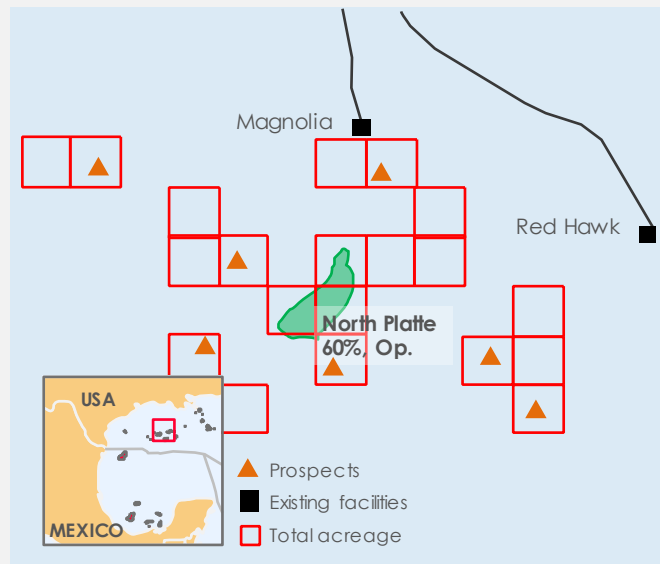 Magnolia
Red Hawk
North Platte
60%, Op.
USA
MEXICO
Prospects
Existing facilities
Total acreage